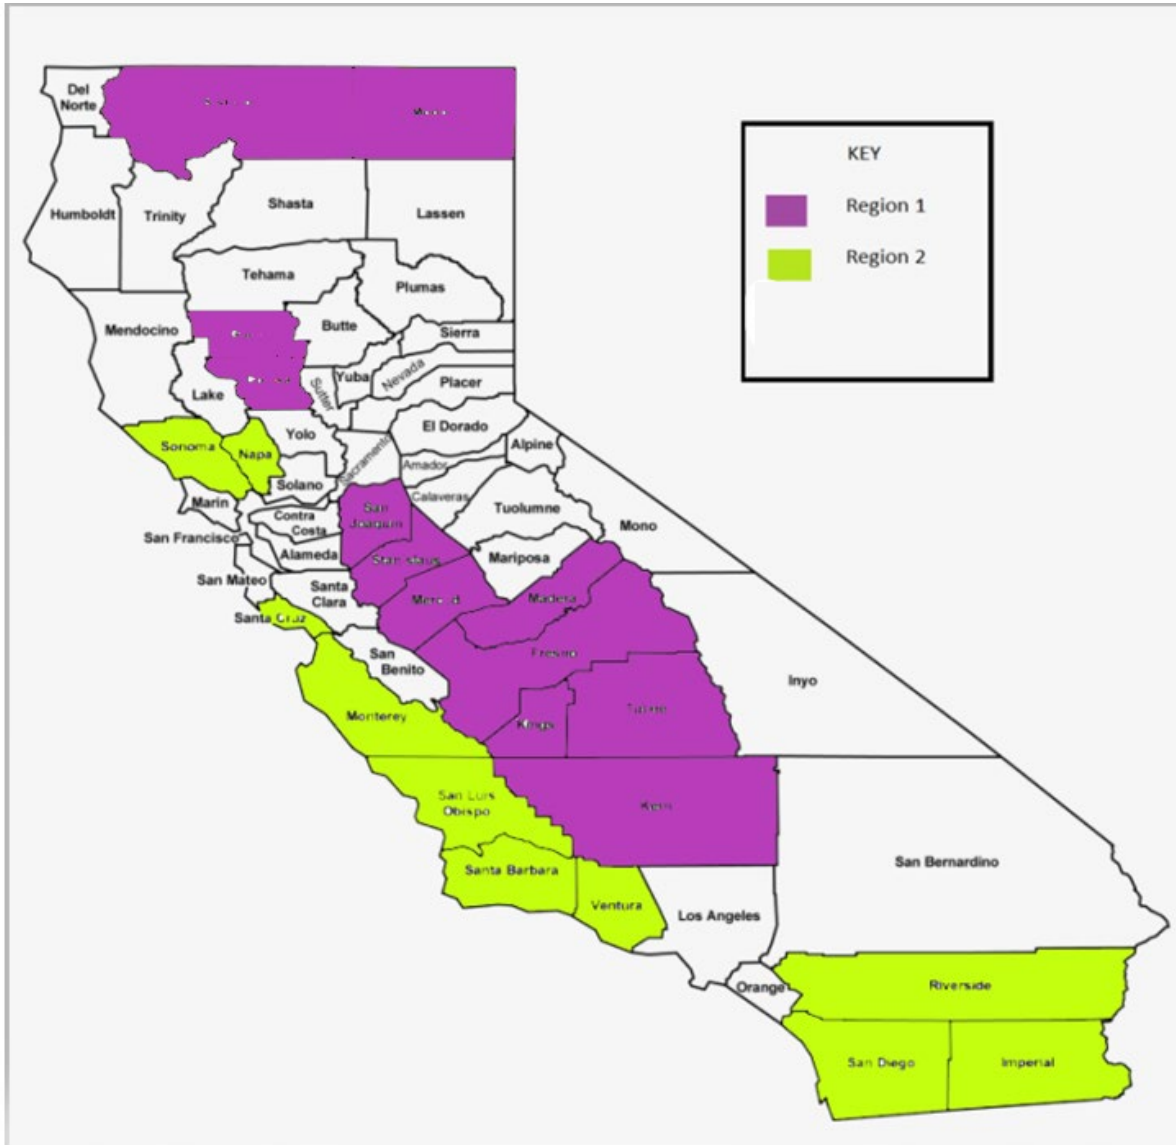 Del
Norte
Humboldt
Trinity
Shasta
Lassen
Tehama
Plumas
Mendocino
Butte
Sierra
Lake
Sutter
Yuba
Nevada
Placer
El Dorado
Sonoma
Napa
Yolo
Sacramento
Amador
Alpine
Solano
Calaveras
Marin
Contra
Costa
San
Joaquin
Tuolumne
Mono
San Francisco
Alameda
Stanislaus
Mariposa
San Mateo
Santa
Clara
Merced
Madera
Santa Cruz
San
Benito
Fresno
Inyo
Monterey
Kings
Tulare
San Luis
Obispo
Kern
San Bernardino
Santa Barbara
Ventura
Los Angeles
Orange
Riverside
San Diego
Imperial
KEY
Region 1
Region 2